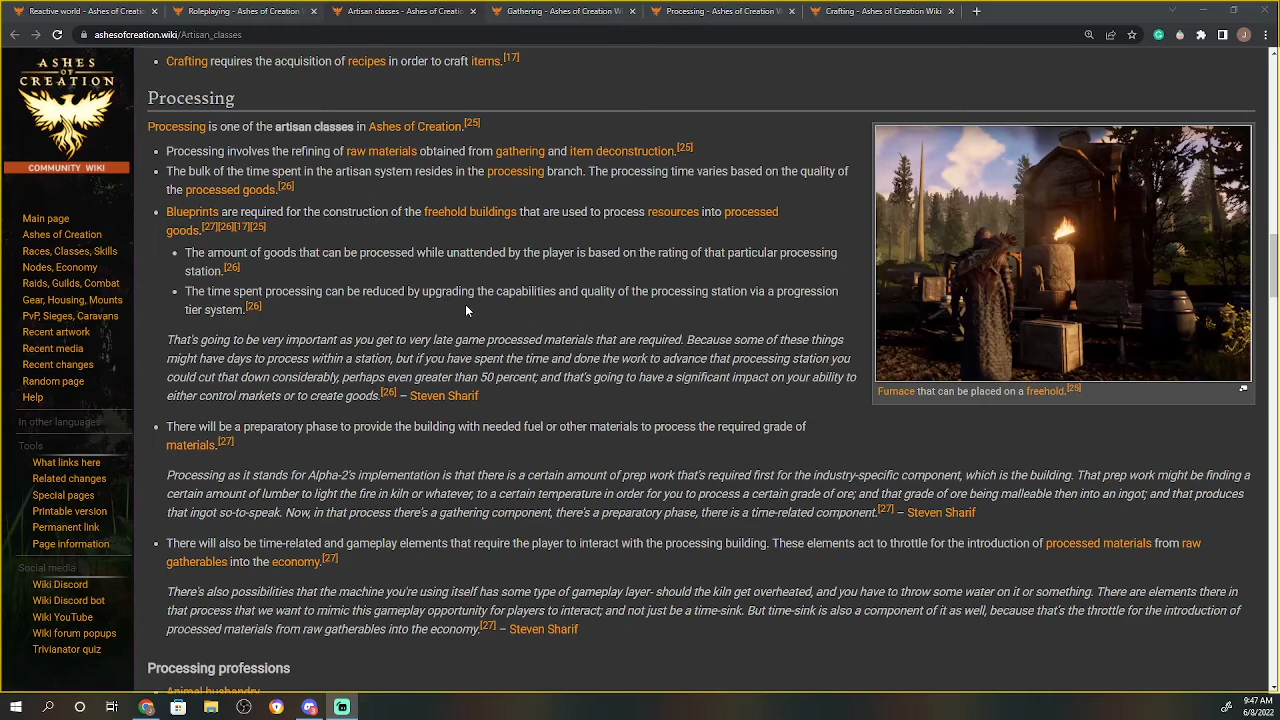 Reactive world - Ashes of Creati
Roleplaying - Ashes of Creation
Artisan classes - Ashes of Creatio
Gathering - Ashes of Creation Wi
Processing - Ashes of Creation W
Crafting - Ashes of Creation Wiki
ashesofcreation.wiki/Artisan_classes
J
ASHES
OF
CREATION
COMMUNITY WIKI
Main page
Ashes of Creation
Races, Classes, Skills
Nodes, Economy
Raids, Guilds, Combat
Gear, Housing, Mounts
PvP, Sieges, Caravans
Recent artwork
Recent media
Recent changes
Random page
Help
In other languages
Tools
What links here
Related changes
Special pages
Printable version
Permanent link
Page information
Social media
Wiki Discord
Wiki Discord bot
Wiki YouTube
Wiki forum popups
Trivianator quiz
Crafting requires the acquisition of recipes in order to craft items.[17]
Processing
Processing is one of the artisan classes in Ashes of Creation.[25]
Processing involves the refining of raw materials obtained from gathering and item deconstruction.[25]
The bulk of the time spent in the artisan system resides in the processing branch. The processing time varies based on the quality of
the processed goods.[26]
Blueprints are required for the construction of the freehold buildings that are used to process resources into processed
goods.[27][26][17][25]
The amount of goods that can be processed while unattended by the player is based on the rating of that particular processing
station.[26]
The time spent processing can be reduced by upgrading the capabilities and quality of the processing station via a progression
tier system.[26]
That's going to be very important as you get to very late game processed materials that are required. Because some of these things
might have days to process within a station, but if you have spent the time and done the work to advance that processing station you
could cut that down considerably, perhaps even greater than 50 percent; and that's going to have a significant impact on your ability to
either control markets or to create goods.[26] – Steven Sharif
Furnace that can be placed on a freehold.[25]
There will be a preparatory phase to provide the building with needed fuel or other materials to process the required grade of
materials.[27]
Processing as it stands for Alpha-2's implementation is that there is a certain amount of prep work that's required first for the industry-specific component, which is the building. That prep work might be finding a
certain amount of lumber to light the fire in kiln or whatever, to a certain temperature in order for you to process a certain grade of ore; and that grade of ore being malleable then into an ingot; and that produces
that ingot so-to-speak. Now, in that process there's a gathering component, there's a preparatory phase, there is a time-related component.[27] – Steven Sharif
There will also be time-related and gameplay elements that require the player to interact with the processing building. These elements act to throttle for the introduction of processed materials from raw
gatherables into the economy.[27]
There's also possibilities that the machine you're using itself has some type of gameplay layer- should the kiln get overheated, and you have to throw some water on it or something. There are elements there in
that process that we want to mimic this gameplay opportunity for players to interact; and not just be a time-sink. But time-sink is also a component of it as well, because that's the throttle for the introduction of
processed materials from raw gatherables into the economy.[27] – Steven Sharif
Processing professions
Animal husbandry
9:47 AM
6/8/2022